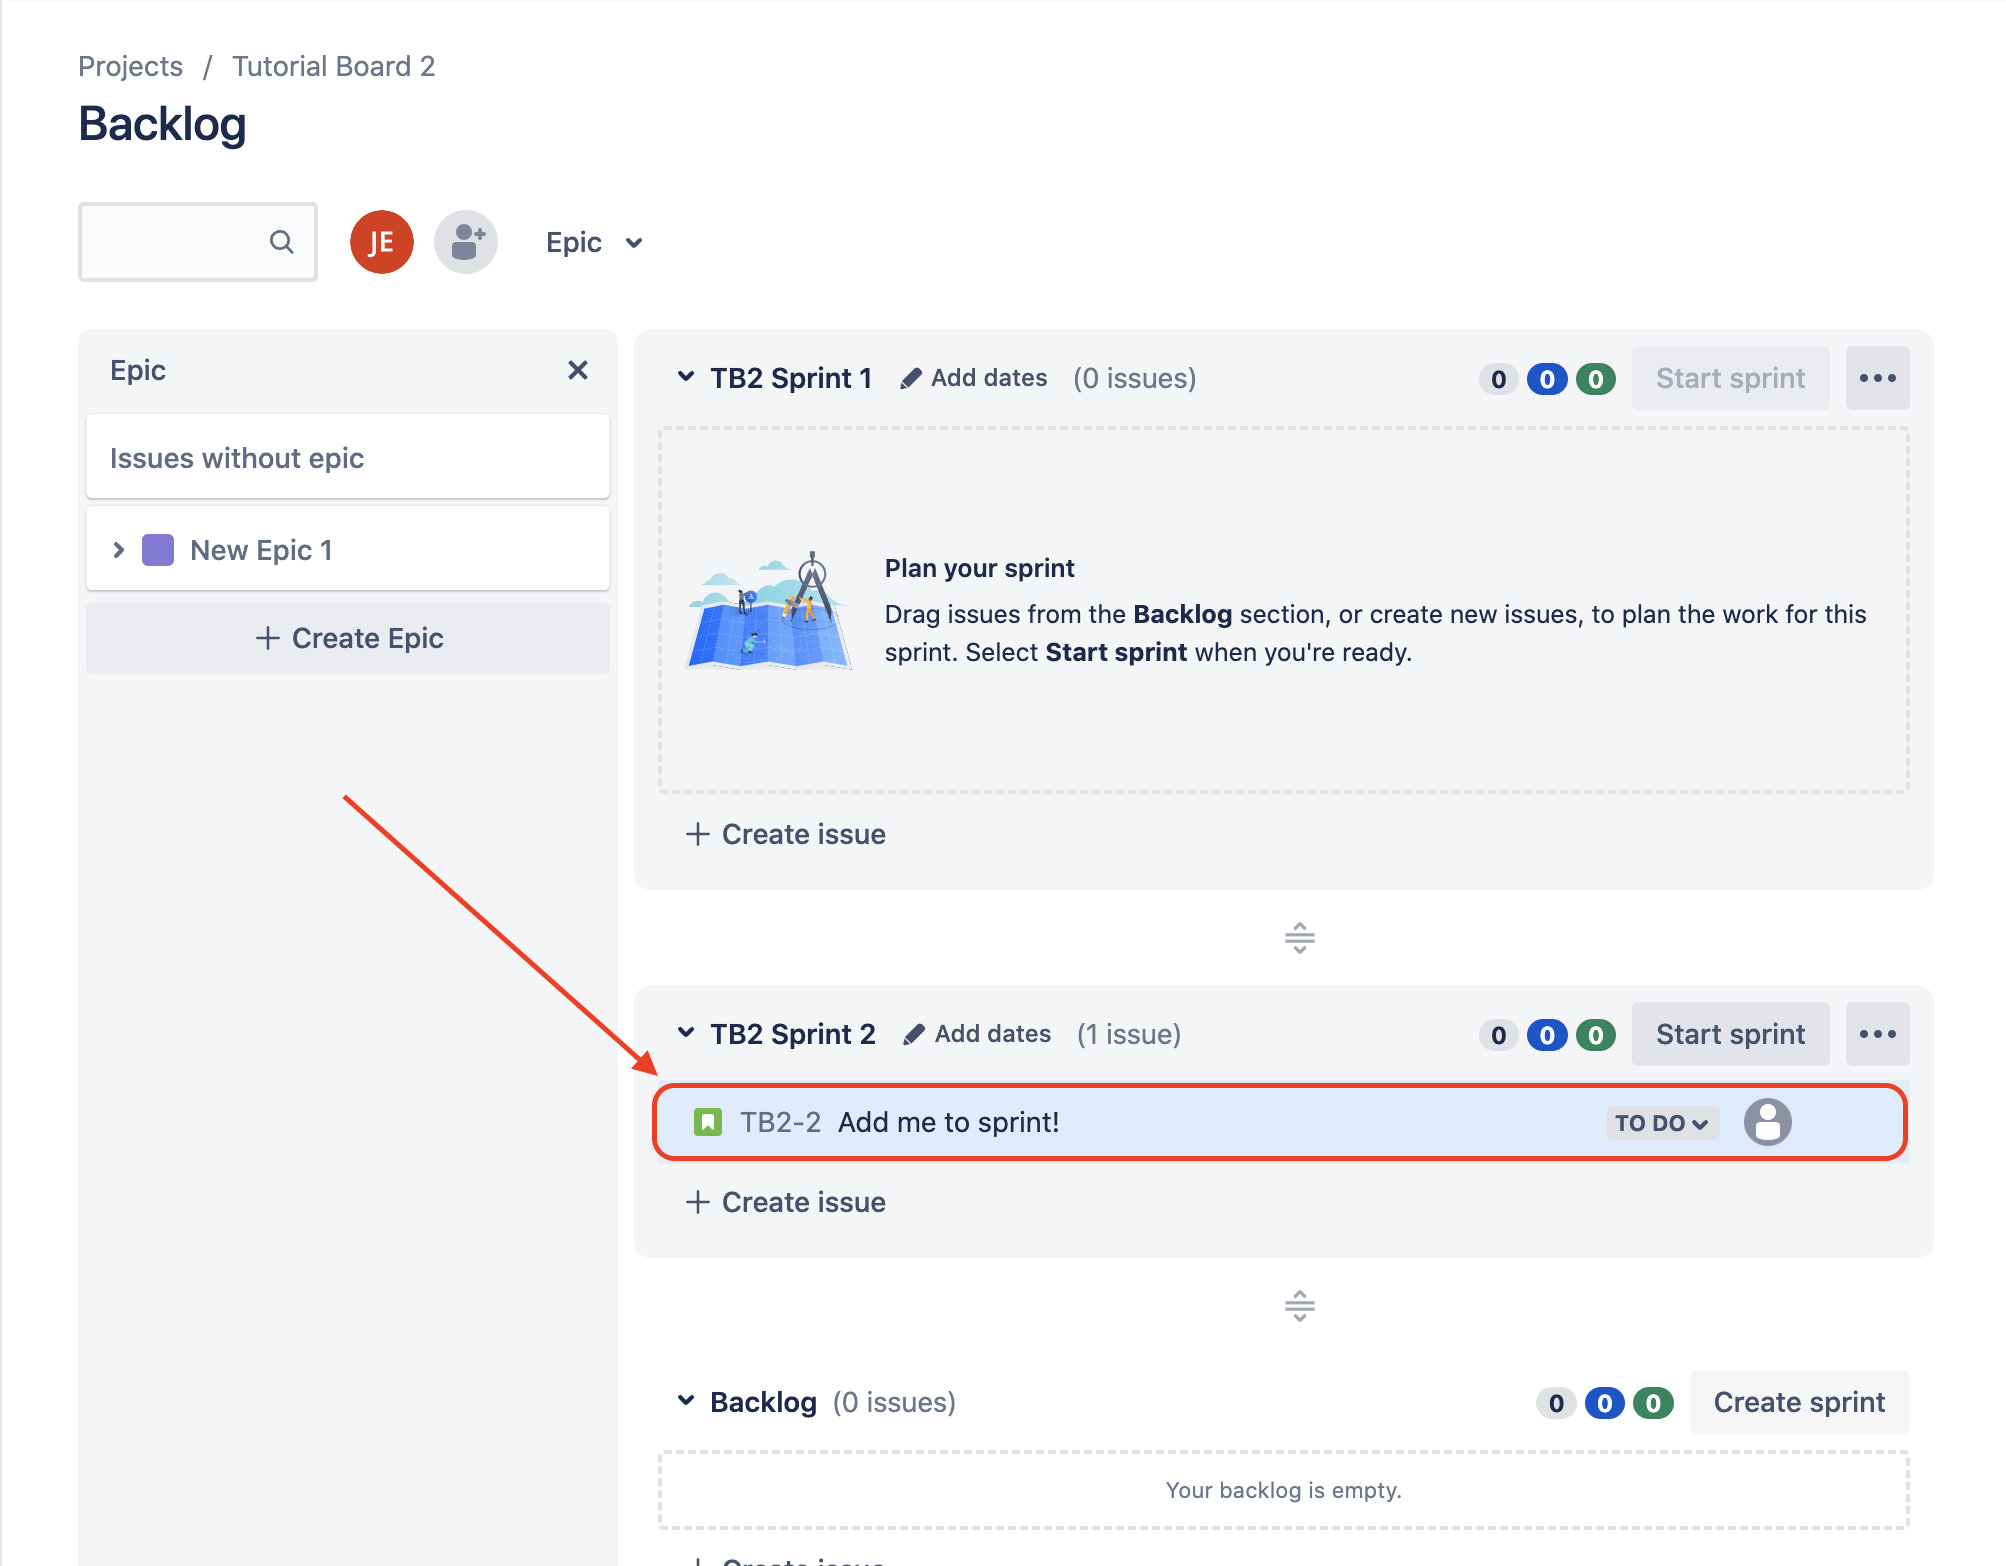 Projects / Tutorial Board 2
Backlog
JE
Epic
Epic
Issues without epic
New Epic 1
Create Epic
TB2 Sprint 1 Add dates (0 issues) 0 0 0 Start sprint
Plan your sprint
Drag issues from the Backlog section, or create new issues, to plan the work for this
sprint. Select Start sprint when you're ready.
Create issue
TB2 Sprint 2 Add dates (1 issue) 0 0 0 Start sprint
TB2-2 Add me to sprint! TO DO
Create issue
Backlog (0 issues) 0 0 0 Create sprint
Your backlog is empty.
Create issue